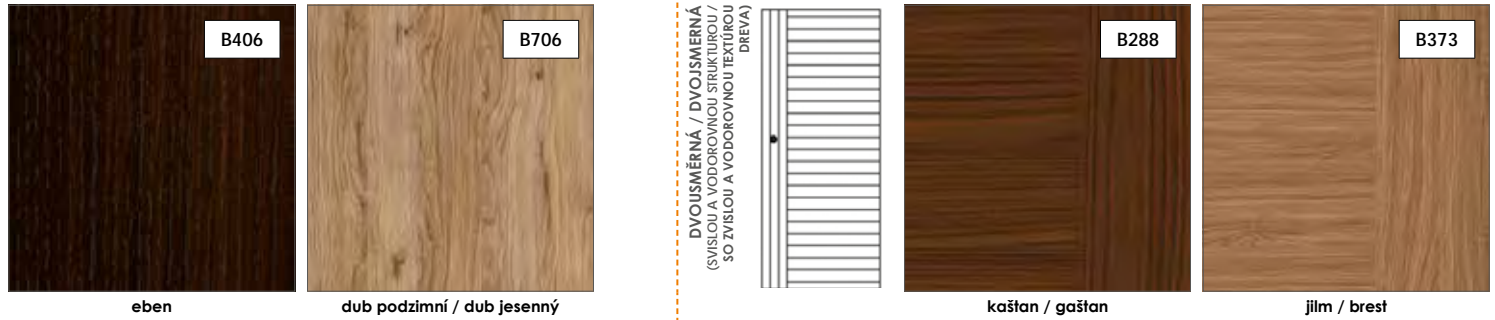 B406
eben
B706
dub podzimní / dub jesenný
DVOUSMĚRNÁ / DVOJSMERNÁ
(SVISLOU A VODOROVNOU STRUKTUROU /
SO ZVISLOU A VODOROVNOU TEXTÚROU
DREVA)
B288
kaštan / gaštan
B373
jilm / brest